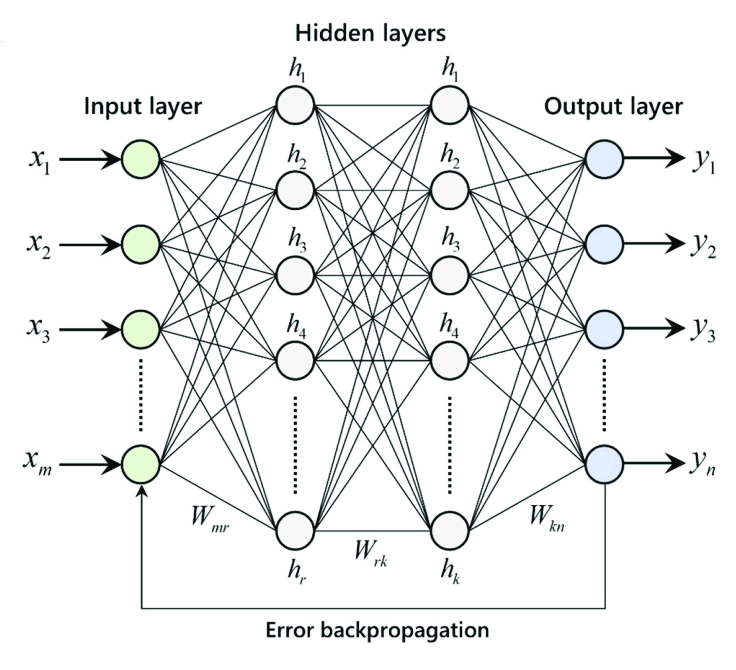 Hidden layers
h₁ h₁
Input layer Output layer
x₁ h₂ h₂ y₁
x₂ h₃ h₃ y₂
x₃ h₄ h₄ y₃
xₘ yₙ
Wₘᵣ Wᵣₖ Wₖₙ
hᵣ hₖ
Error backpropagation